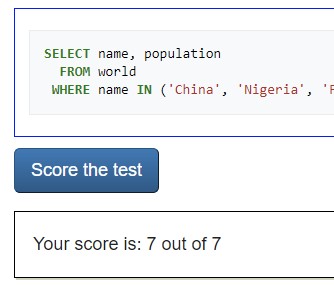 SELECT name, population
FROM world
WHERE name IN ('China', 'Nigeria', '
Score the test
Your score is: 7 out of 7